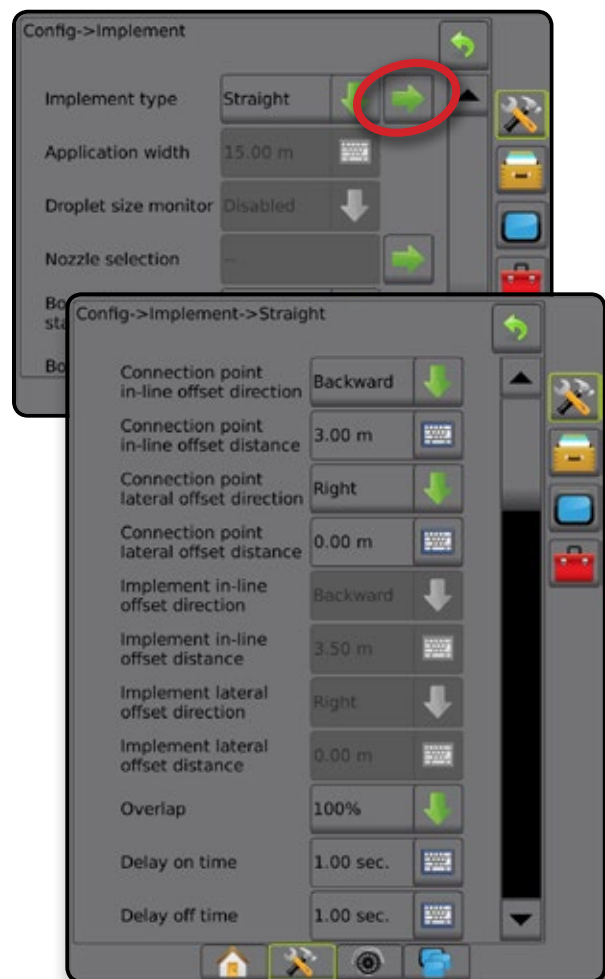 Config->Implement
Implement type Straight
Application width 15.00 m
Droplet size monitor Disabled
Nozzle selection --
Bo
sta
Bo
Config->Implement->Straight
Connection point
in-line offset direction Backward
Connection point
in-line offset distance 3.00 m
Connection point
lateral offset direction Right
Connection point
lateral offset distance 0.00 m
Implement in-line
offset direction Backward
Implement in-line
offset distance 3.50 m
Implement lateral
offset direction Right
Implement lateral
offset distance 0.00 m
Overlap 100%
Delay on time 1.00 sec.
Delay off time 1.00 sec.